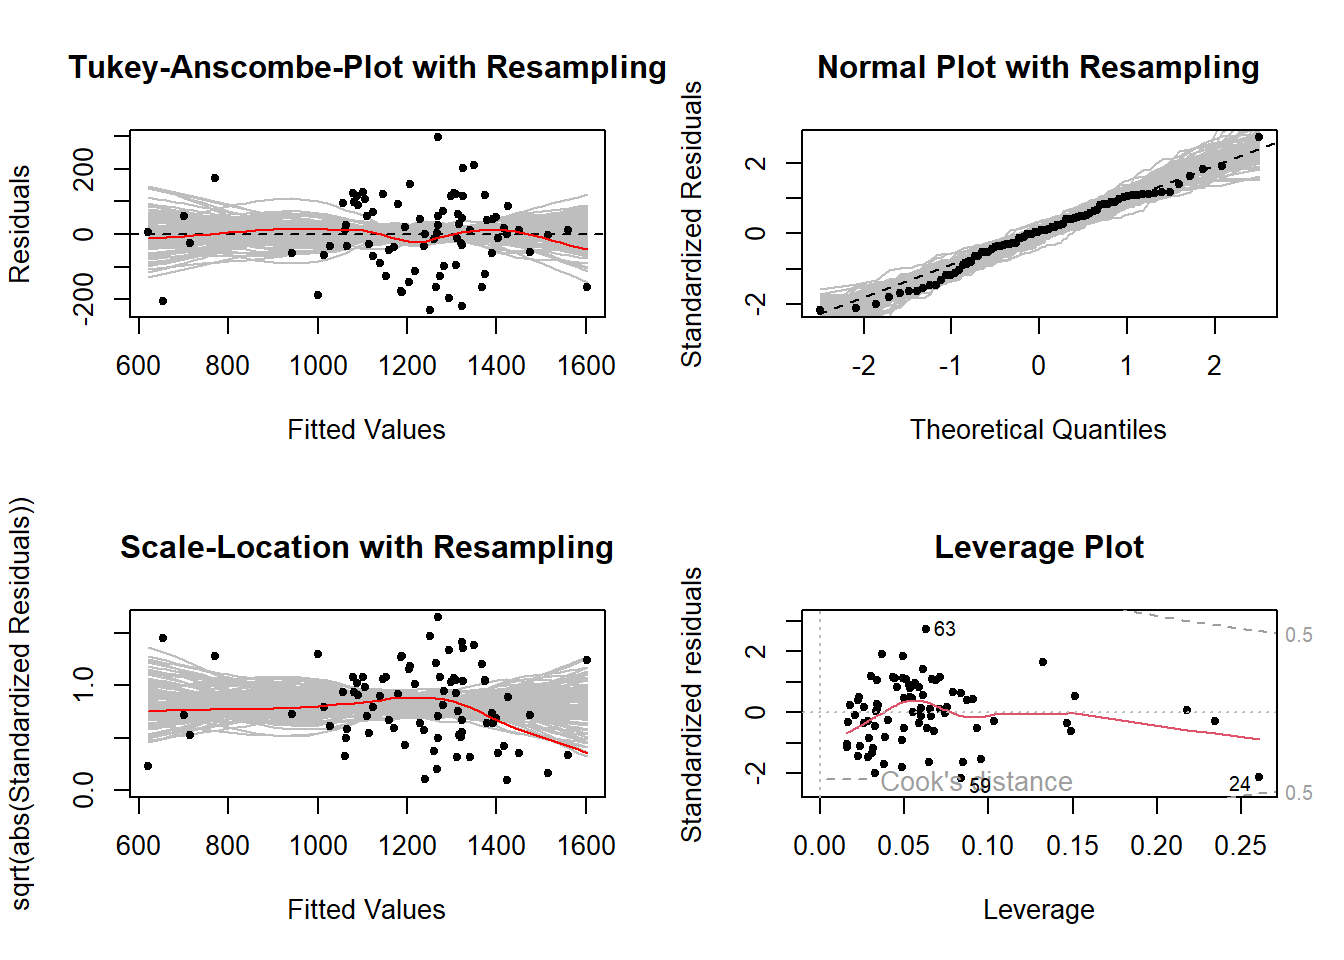 Tukey-Anscombe-Plot with Resampling
Residuals
200
0
-200
600 800 1000 1200 1400 1600
Fitted Values
Normal Plot with Resampling
Standardized Residuals
2
0
-2
-2 -1 0 1 2
Theoretical Quantiles
Scale-Location with Resampling
sqrt(abs(Standardized Residuals))
1.0
0.0
600 800 1000 1200 1400 1600
Fitted Values
Leverage Plot
Standardized residuals
2
0
-2
63
0.5
Cook's distance
59
24
0.5
0.00 0.05 0.10 0.15 0.20 0.25
Leverage